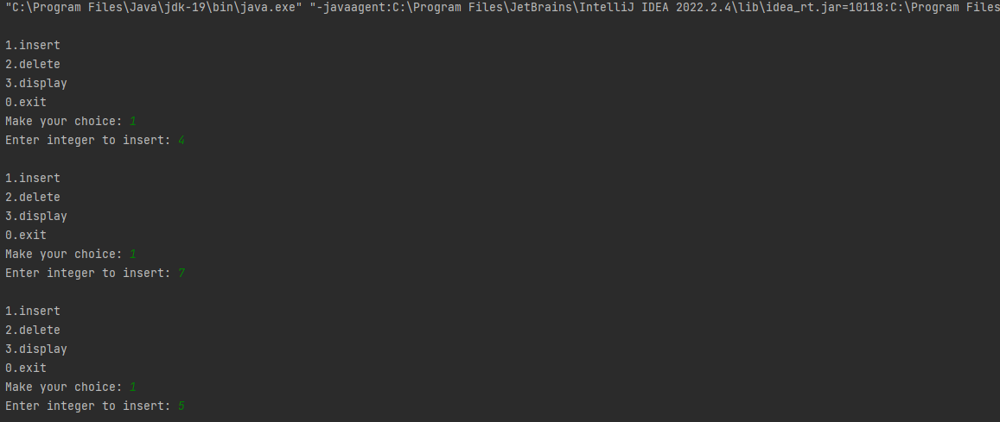 "C:\Program Files\Java\jdk-19\bin\java.exe" "-javaagent:C:\Program Files\JetBrains\IntelliJ IDEA 2022.2.4\lib\idea_rt.jar=10118:C:\Program Files
1.insert
2.delete
3.display
0.exit
Make your choice: 1
Enter integer to insert: 4
1.insert
2.delete
3.display
0.exit
Make your choice: 1
Enter integer to insert: 7
1.insert
2.delete
3.display
0.exit
Make your choice: 1
Enter integer to insert: 5